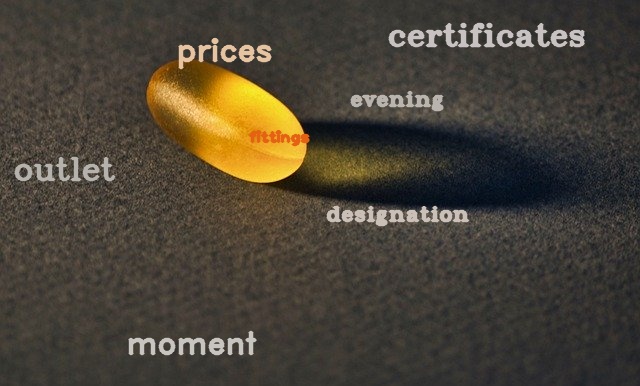 certificates
prices
evening
fittings
outlet
designation
moment